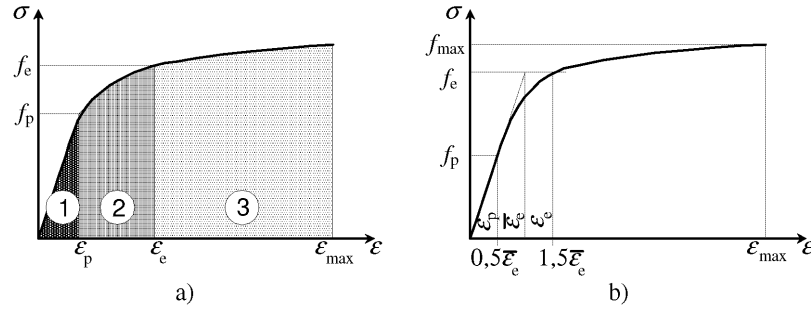 σ
f_e
f_p
1
2
3
ε_p
ε_e
ε_max
ε
a)
σ
f_max
f_e
f_p
ε_p
ε̅_e
ε_e
0,5ε̅_e
1,5ε̅_e
ε_max
ε
b)